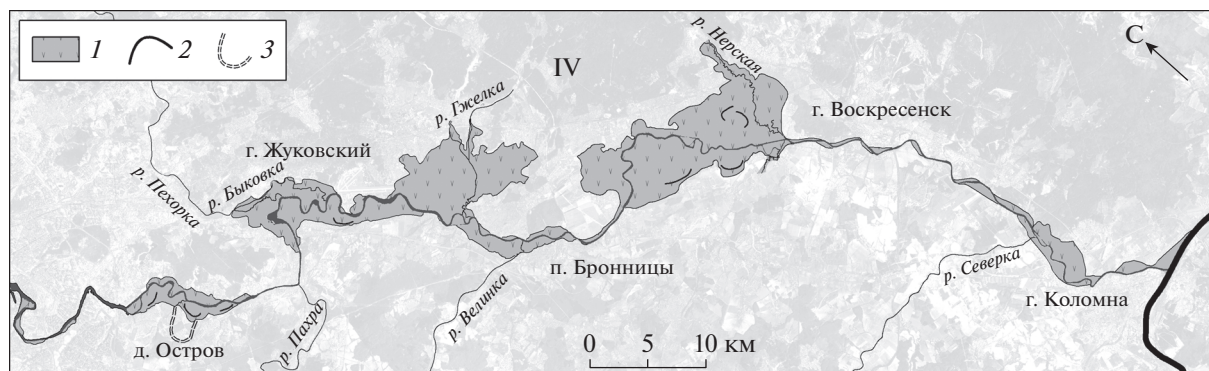 1 2 3
С
IV
р. Нерская
р. Гжелка
г. Воскресенск
г. Жуковский
р. Быковка
р. Пехорка
п. Бронницы
р. Северка
г. Коломна
р. Велинка
р. Пахра
д. Остров
0 5 10 км